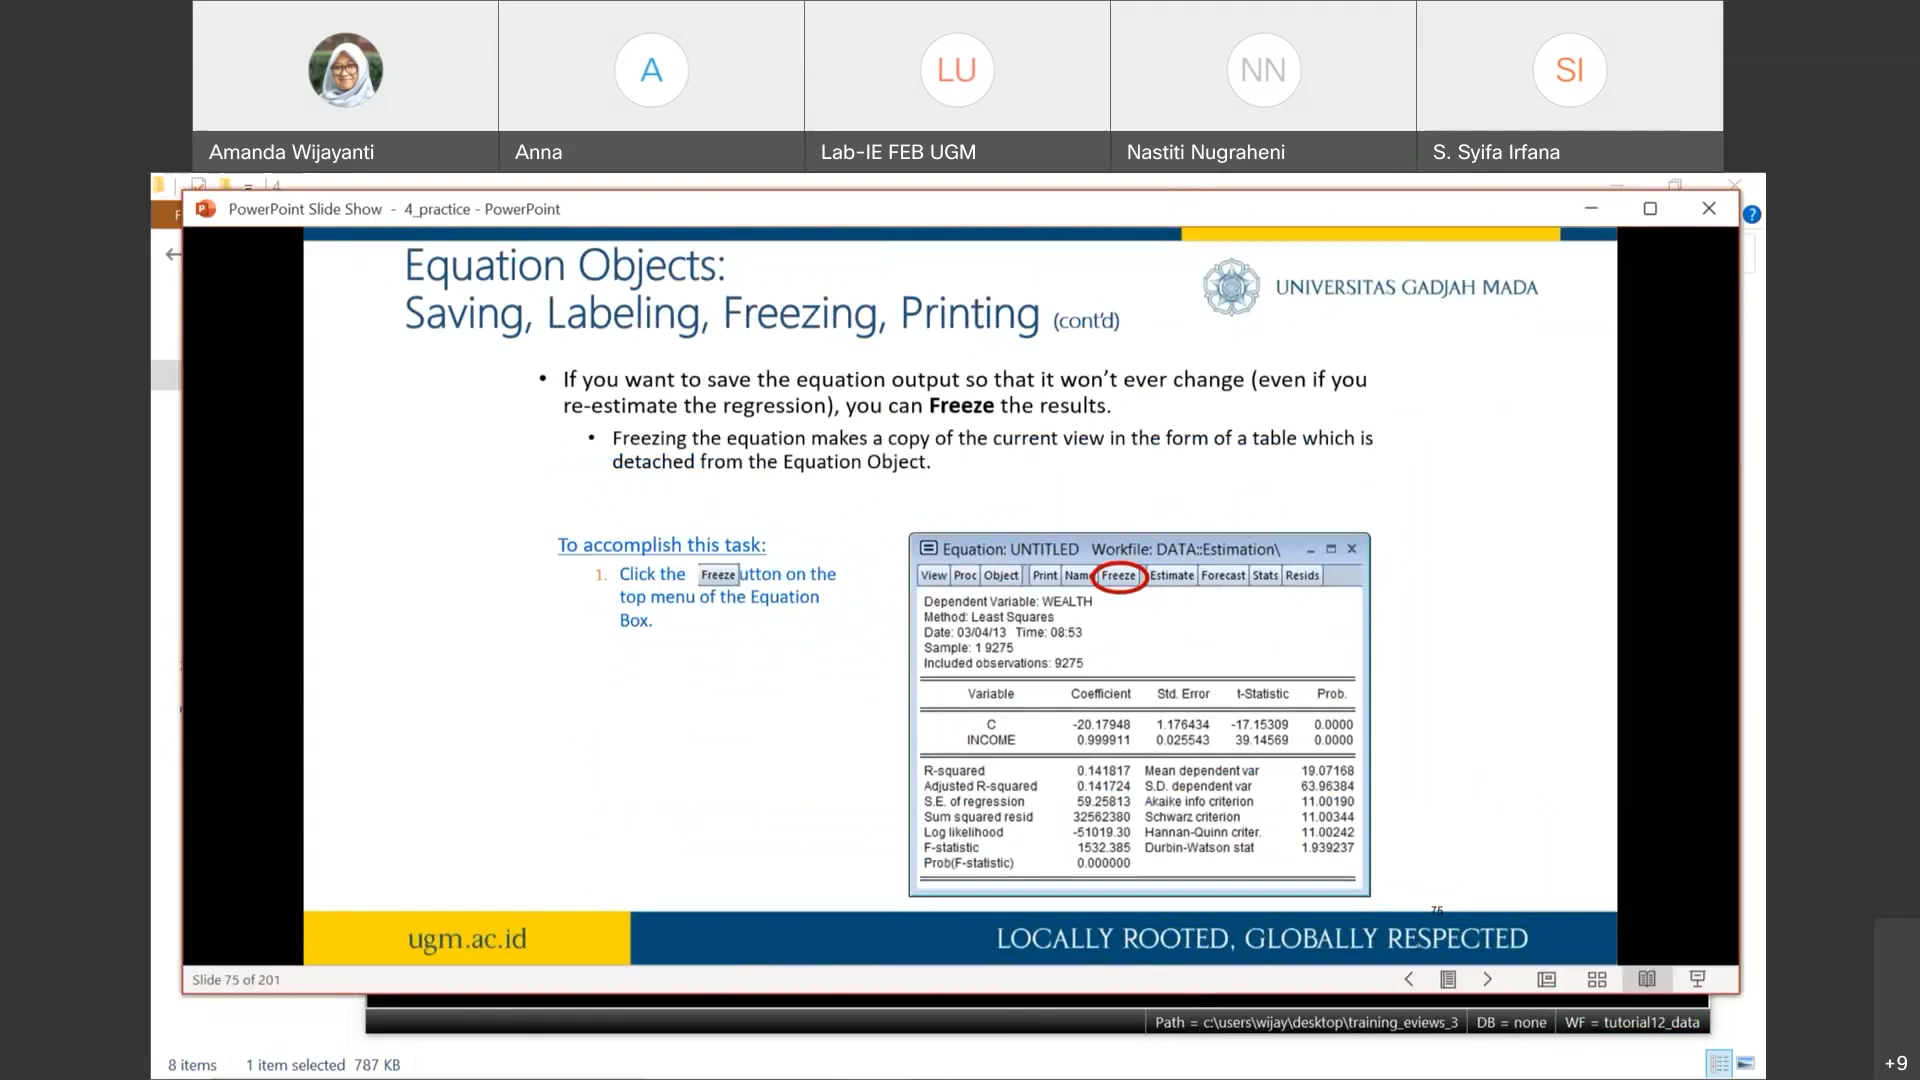 A
LU
NN
SI
Amanda Wijayanti
Anna
Lab-IE FEB UGM
Nastiti Nugraheni
S. Syifa Irfana
4
PowerPoint Slide Show - 4_practice - PowerPoint
F
?
Equation Objects:
Saving, Labeling, Freezing, Printing (cont'd)
UNIVERSITAS GADJAH MADA
• If you want to save the equation output so that it won't ever change (even if you
re-estimate the regression), you can Freeze the results.
• Freezing the equation makes a copy of the current view in the form of a table which is
detached from the Equation Object.
To accomplish this task:
1. Click the Freeze utton on the
top menu of the Equation
Box.
Equation: UNTITLED Workfile: DATA::Estimation\
View Proc Object Print Nam Freeze Estimate Forecast Stats Resids
Dependent Variable: WEALTH
Method: Least Squares
Date: 03/04/13 Time: 08:53
Sample: 1 9275
Included observations: 9275
Variable Coefficient Std. Error t-Statistic Prob.
C -20.17948 1.176434 -17.15309 0.0000
INCOME 0.999911 0.025543 39.14569 0.0000
R-squared 0.141817 Mean dependent var 19.07168
Adjusted R-squared 0.141724 S.D. dependent var 63.96384
S.E. of regression 59.25813 Akaike info criterion 11.00190
Sum squared resid 32562380 Schwarz criterion 11.00344
Log likelihood -51019.30 Hannan-Quinn criter. 11.00242
F-statistic 1532.385 Durbin-Watson stat 1.939237
Prob(F-statistic) 0.000000
75
ugm.ac.id
LOCALLY ROOTED, GLOBALLY RESPECTED
Slide 75 of 201
Path = c:\users\wijay\desktop\training_eviews_3 DB = none WF = tutorial12_data
8 items 1 item selected 787 KB
+9